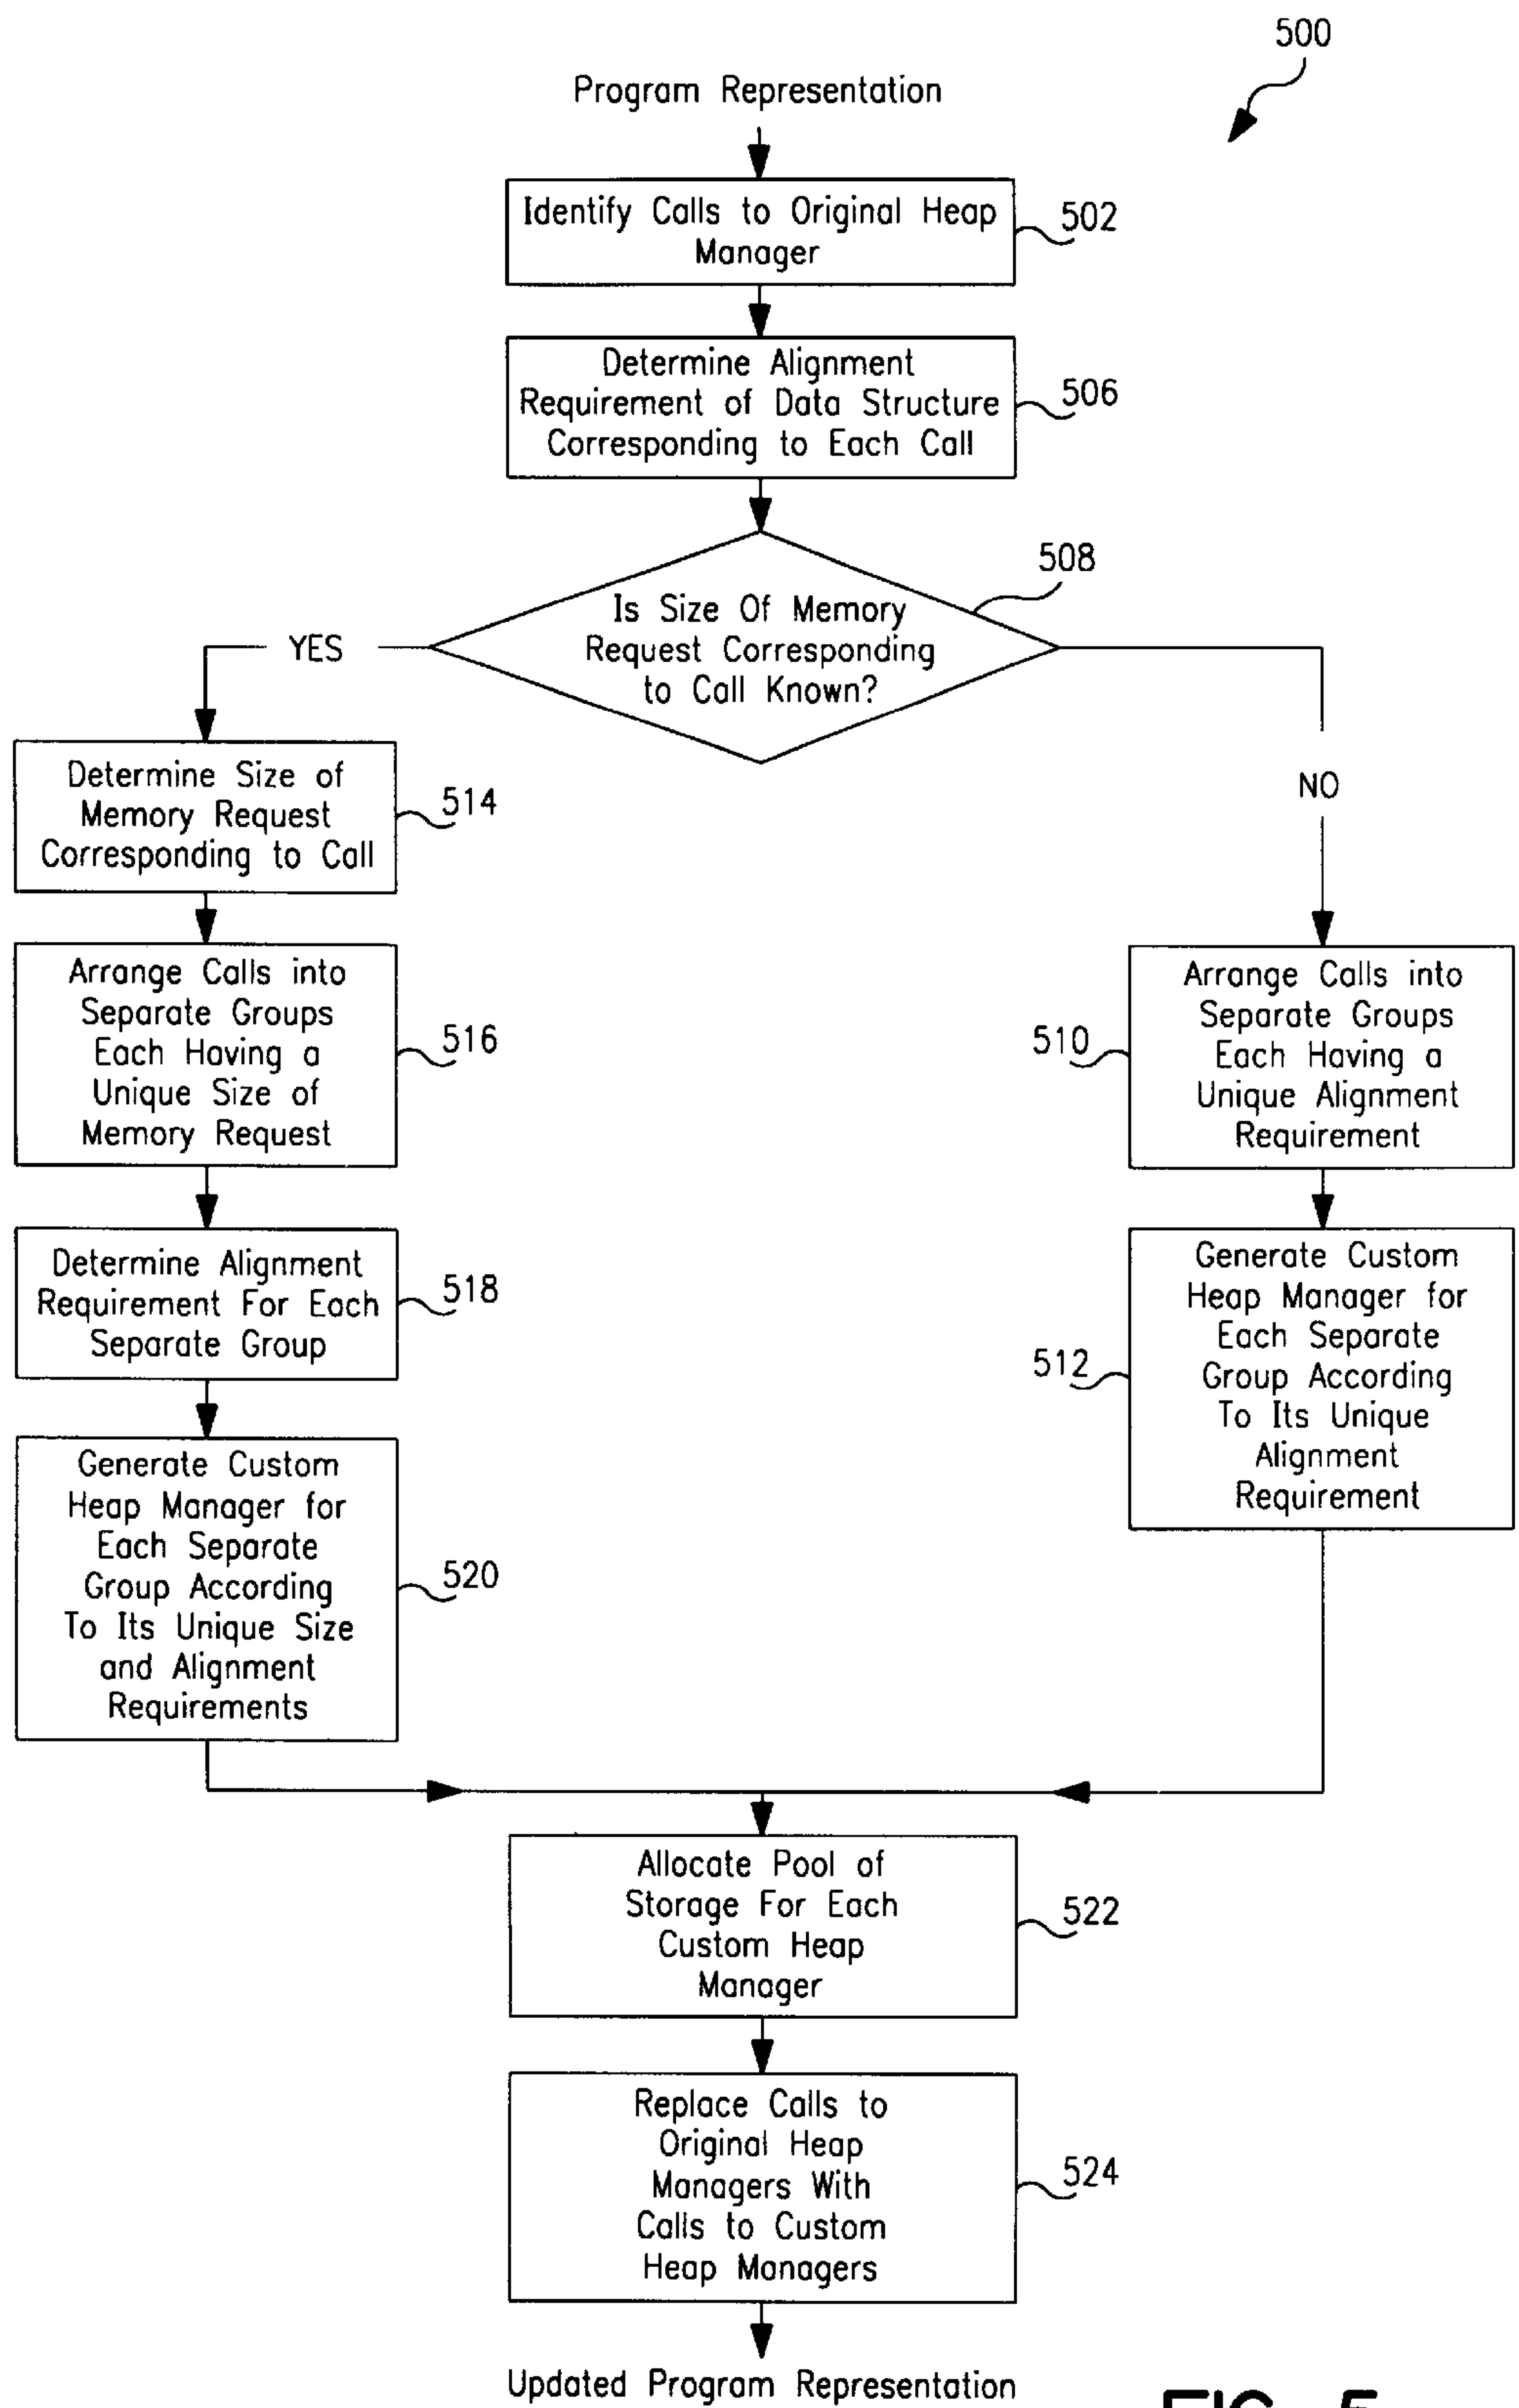 500
Program Representation
Identify Calls to Original Heap
Manager
502
Determine Alignment
Requirement of Data Structure
Corresponding to Each Call
506
508
Is Size Of Memory
Request Corresponding
to Call Known?
YES
NO
Determine Size of
Memory Request
Corresponding to Call
514
Arrange Calls into
Separate Groups
Each Having a
Unique Size of
Memory Request
516
Determine Alignment
Requirement For Each
Separate Group
518
Generate Custom
Heap Manager for
Each Separate
Group According
To Its Unique Size
and Alignment
Requirements
520
510
Arrange Calls into
Separate Groups
Each Having a
Unique Alignment
Requirement
512
Generate Custom
Heap Manager for
Each Separate
Group According
To Its Unique
Alignment
Requirement
Allocate Pool of
Storage For Each
Custom Heap
Manager
522
Replace Calls to
Original Heap
Managers With
Calls to Custom
Heap Managers
524
Updated Program Representation
FIG. 5